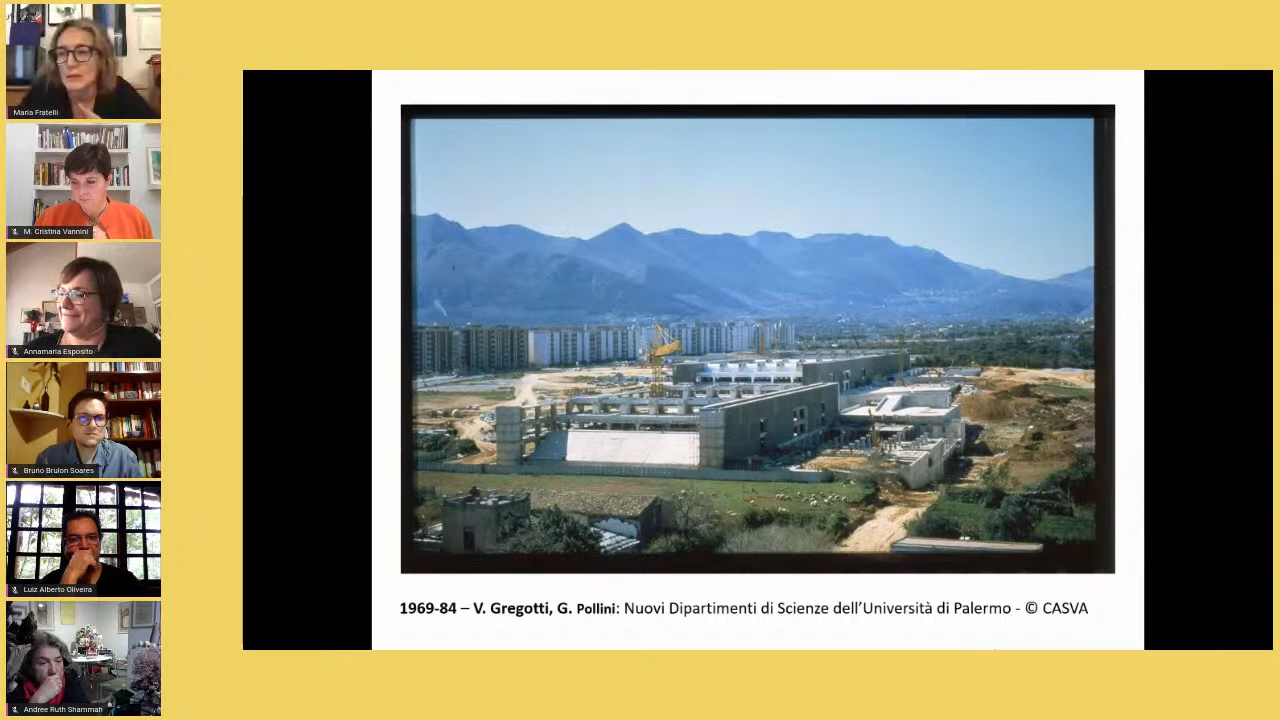 Maria Fratelli
M. Cristina Vannini
Annamaria Esposito
Bruno Brulon Soares
Luiz Alberto Oliveira
Andree Ruth Shammah
1969-84 – V. Gregotti, G. Pollini: Nuovi Dipartimenti di Scienze dell’Università di Palermo - © CASVA